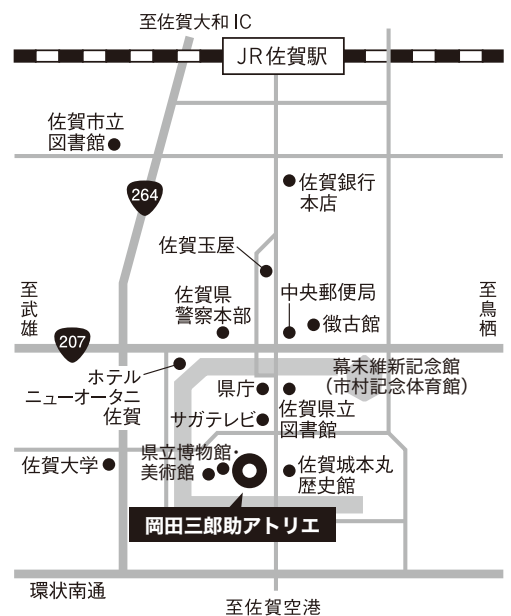 至佐賀大和IC
JR佐賀駅
佐賀市立
図書館
264
佐賀銀行
本店
佐賀玉屋
至武雄
佐賀県
警察本部
中央郵便局
徴古館
至鳥栖
207
ホテル
ニューオータニ
佐賀
県庁
幕末維新記念館
(市村記念体育館)
サガテレビ
佐賀県立
図書館
佐賀大学
県立博物館・
美術館
佐賀城本丸
歴史館
岡田三郎助アトリエ
環状南通
至佐賀空港